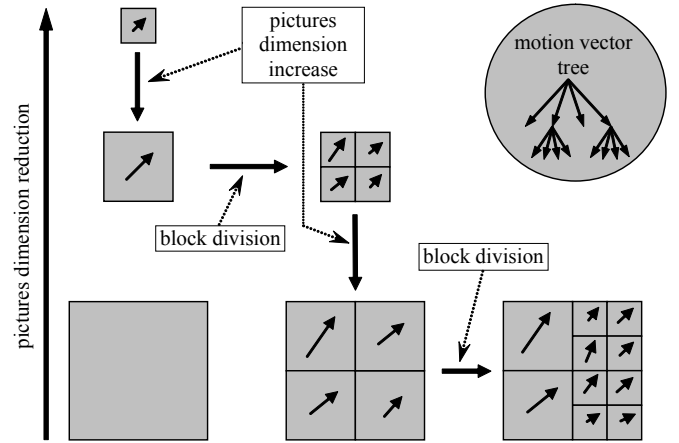 pictures
dimension
increase
motion vector
tree
pictures dimension reduction
block division
block division